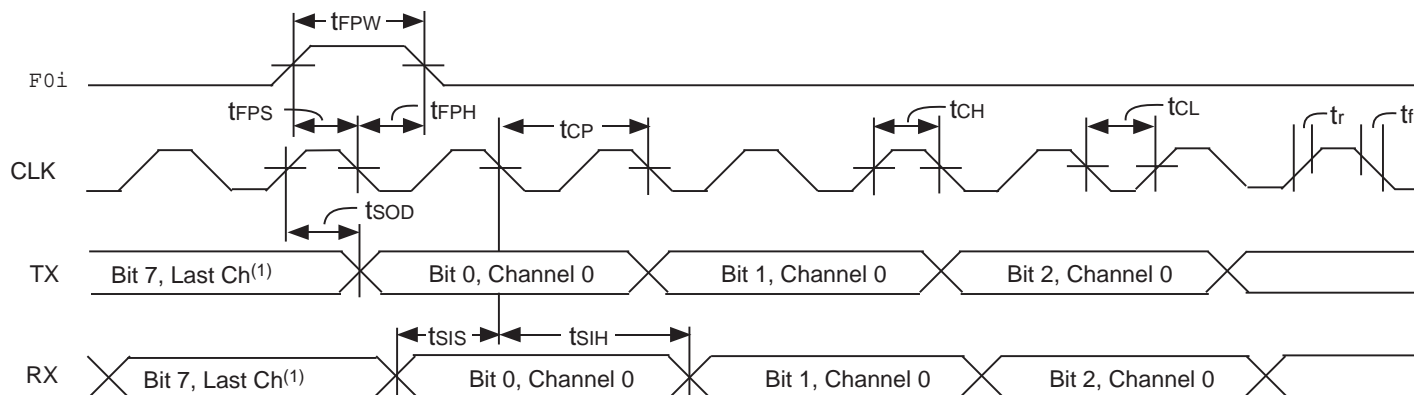 tFPW
F0i
tFPS
tFPH
tCP
tCH
tCL
tr
tf
CLK
tSOD
TX
Bit 7, Last Ch(1)
Bit 0, Channel 0
Bit 1, Channel 0
Bit 2, Channel 0
tSIS
tSIH
RX
Bit 7, Last Ch(1)
Bit 0, Channel 0
Bit 1, Channel 0
Bit 2, Channel 0